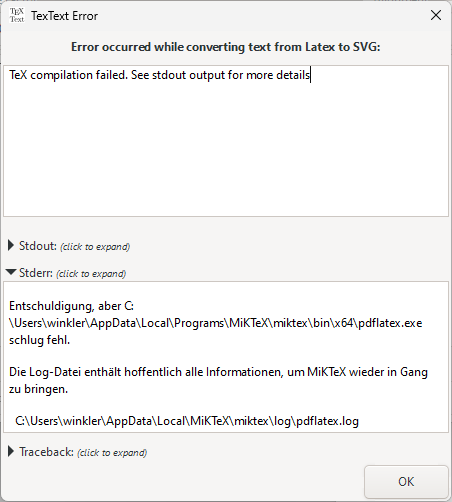 TEX
Text
TexText Error
Error occurred while converting text from Latex to SVG:
TeX compilation failed. See stdout output for more details
Stdout: (click to expand)
Stderr: (click to expand)
Entschuldigung, aber C:
\Users\winkler\AppData\Local\Programs\MiKTeX\miktex\bin\x64\pdflatex.exe
schlug fehl.
Die Log-Datei enthält hoffentlich alle Informationen, um MiKTeX wieder in Gang
zu bringen.
C:\Users\winkler\AppData\Local\MiKTeX\miktex\log\pdflatex.log
Traceback: (click to expand)
OK